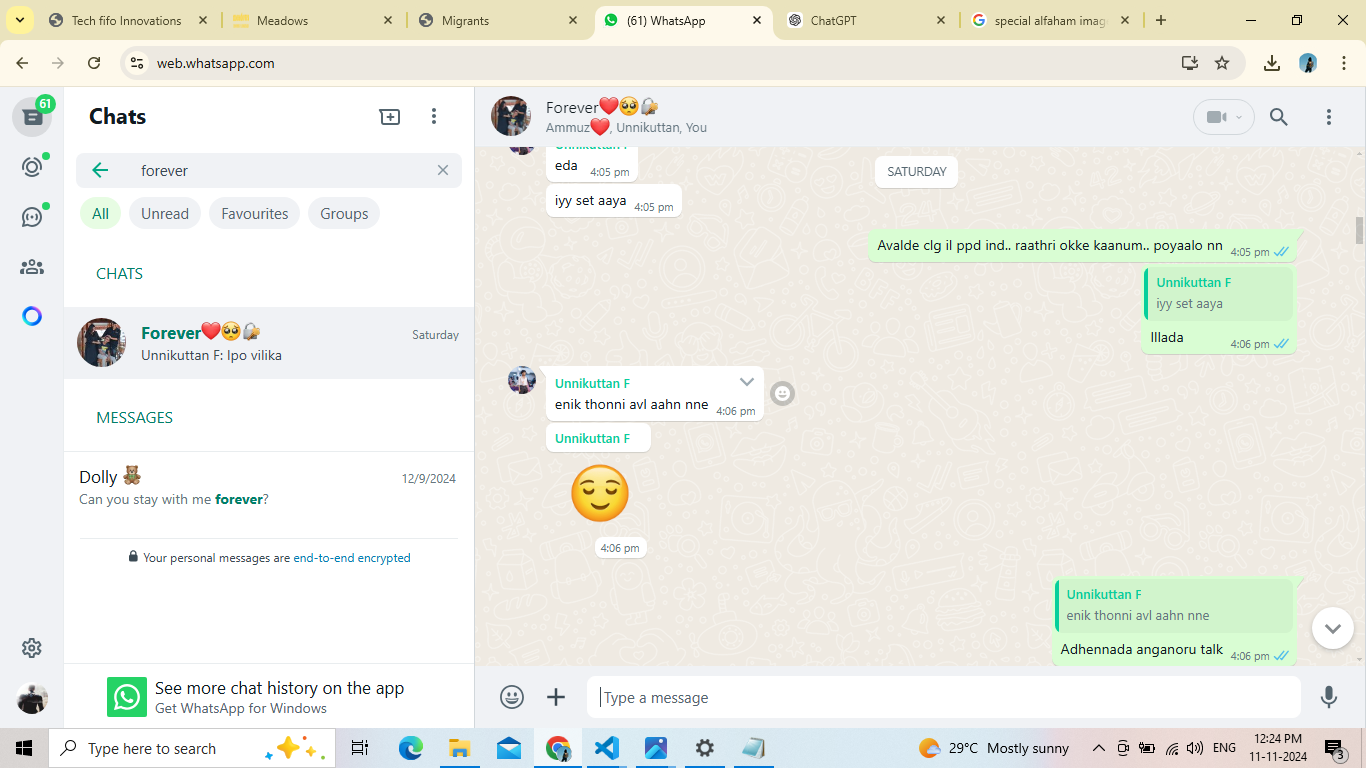 Tech fifo Innovations
Meadows
Migrants
(61) WhatsApp
ChatGPT
special alfaham imag
web.whatsapp.com
61
Chats
forever
All
Unread
Favourites
Groups
CHATS
Forever❤️🥺🔐
Saturday
Unnikuttan F: Ipo vilika
MESSAGES
Dolly 🧸
12/9/2024
Can you stay with me forever?
Your personal messages are end-to-end encrypted
See more chat history on the app
Get WhatsApp for Windows
Forever❤️🥺🔐
Ammuz❤️, Unnikuttan, You
Unnikuttan F
eda
4:05 pm
SATURDAY
iyy set aaya
4:05 pm
Avalde clg il ppd ind.. raathri okke kaanum.. poyaalo nn
4:05 pm
Unnikuttan F
iyy set aaya
Illada
4:06 pm
Unnikuttan F
enik thonni avl aahn nne
4:06 pm
Unnikuttan F
😌
4:06 pm
Unnikuttan F
enik thonni avl aahn nne
Adhennada anganoru talk
4:06 pm
Type a message
Type here to search
29°C Mostly sunny
ENG
12:24 PM
11-11-2024
3